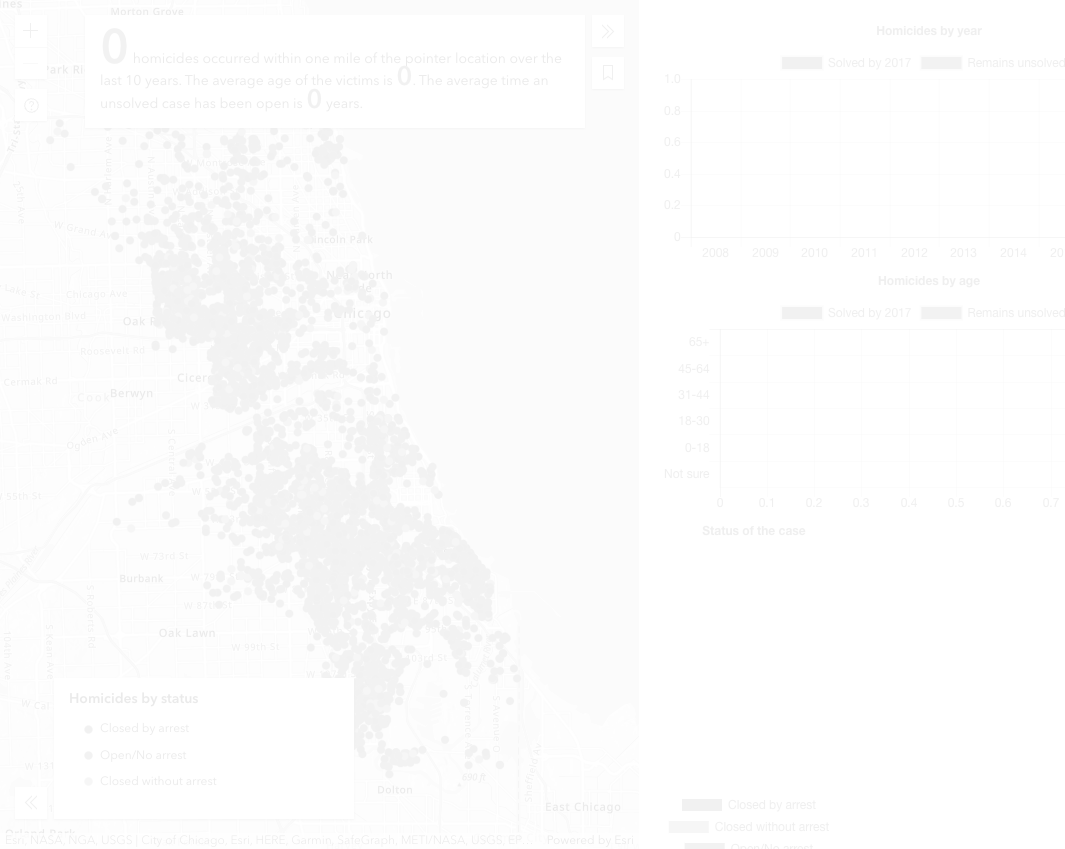 Morton Grove
0 homicides occurred within one mile of the pointer location over the
last 10 years. The average age of the victims is 0. The average time an
unsolved case has been open is 0 years.
W Grand Av
Lincoln Park
Chicago Ave
Washington Blvd
Chicago
Oak P
Roosevelt Rd
Cermak Rd
Cicer
Cook
Berwyn
Ogden Ave
55th St
W 73rd St
Burbank
W 87th St
Oak Lawn
W 99th St
103rd St
Homicides by status
Closed by arrest
Open/No arrest
Closed without arrest
Dolton
East Chicago
Esri, NASA, NGA, USGS | City of Chicago, Esri, HERE, Garmin, SafeGraph, METI/NASA, USGS, EP
Powered by Esri
Homicides by year
Solved by 2017 Remains unsolved
1.0
0.8
0.6
0.4
0.2
0
2008 2009 2010 2011 2012 2013 2014 20
Homicides by age
Solved by 2017 Remains unsolved
65+
45-64
31-44
18-30
0-18
Not sure
0 0.1 0.2 0.3 0.4 0.5 0.6 0.7
Status of the case
Closed by arrest
Closed without arrest
Open/No arrest